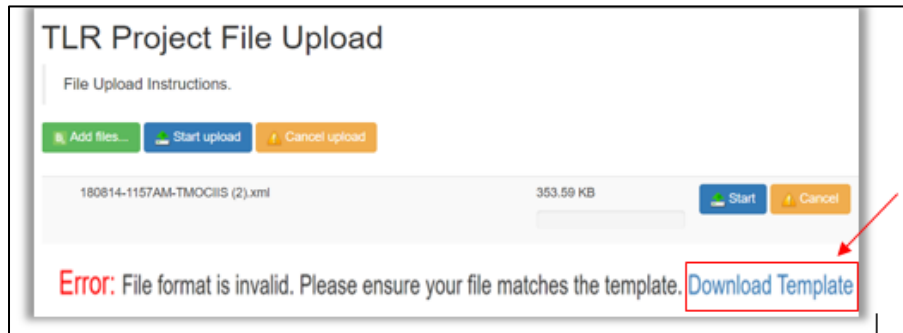 TLR Project File Upload
File Upload Instructions.
Add files... Start upload Cancel upload
180814-1157AM-TMOCIIS (2).xml 353.59 KB Start Cancel
Error: File format is invalid. Please ensure your file matches the template. Download Template